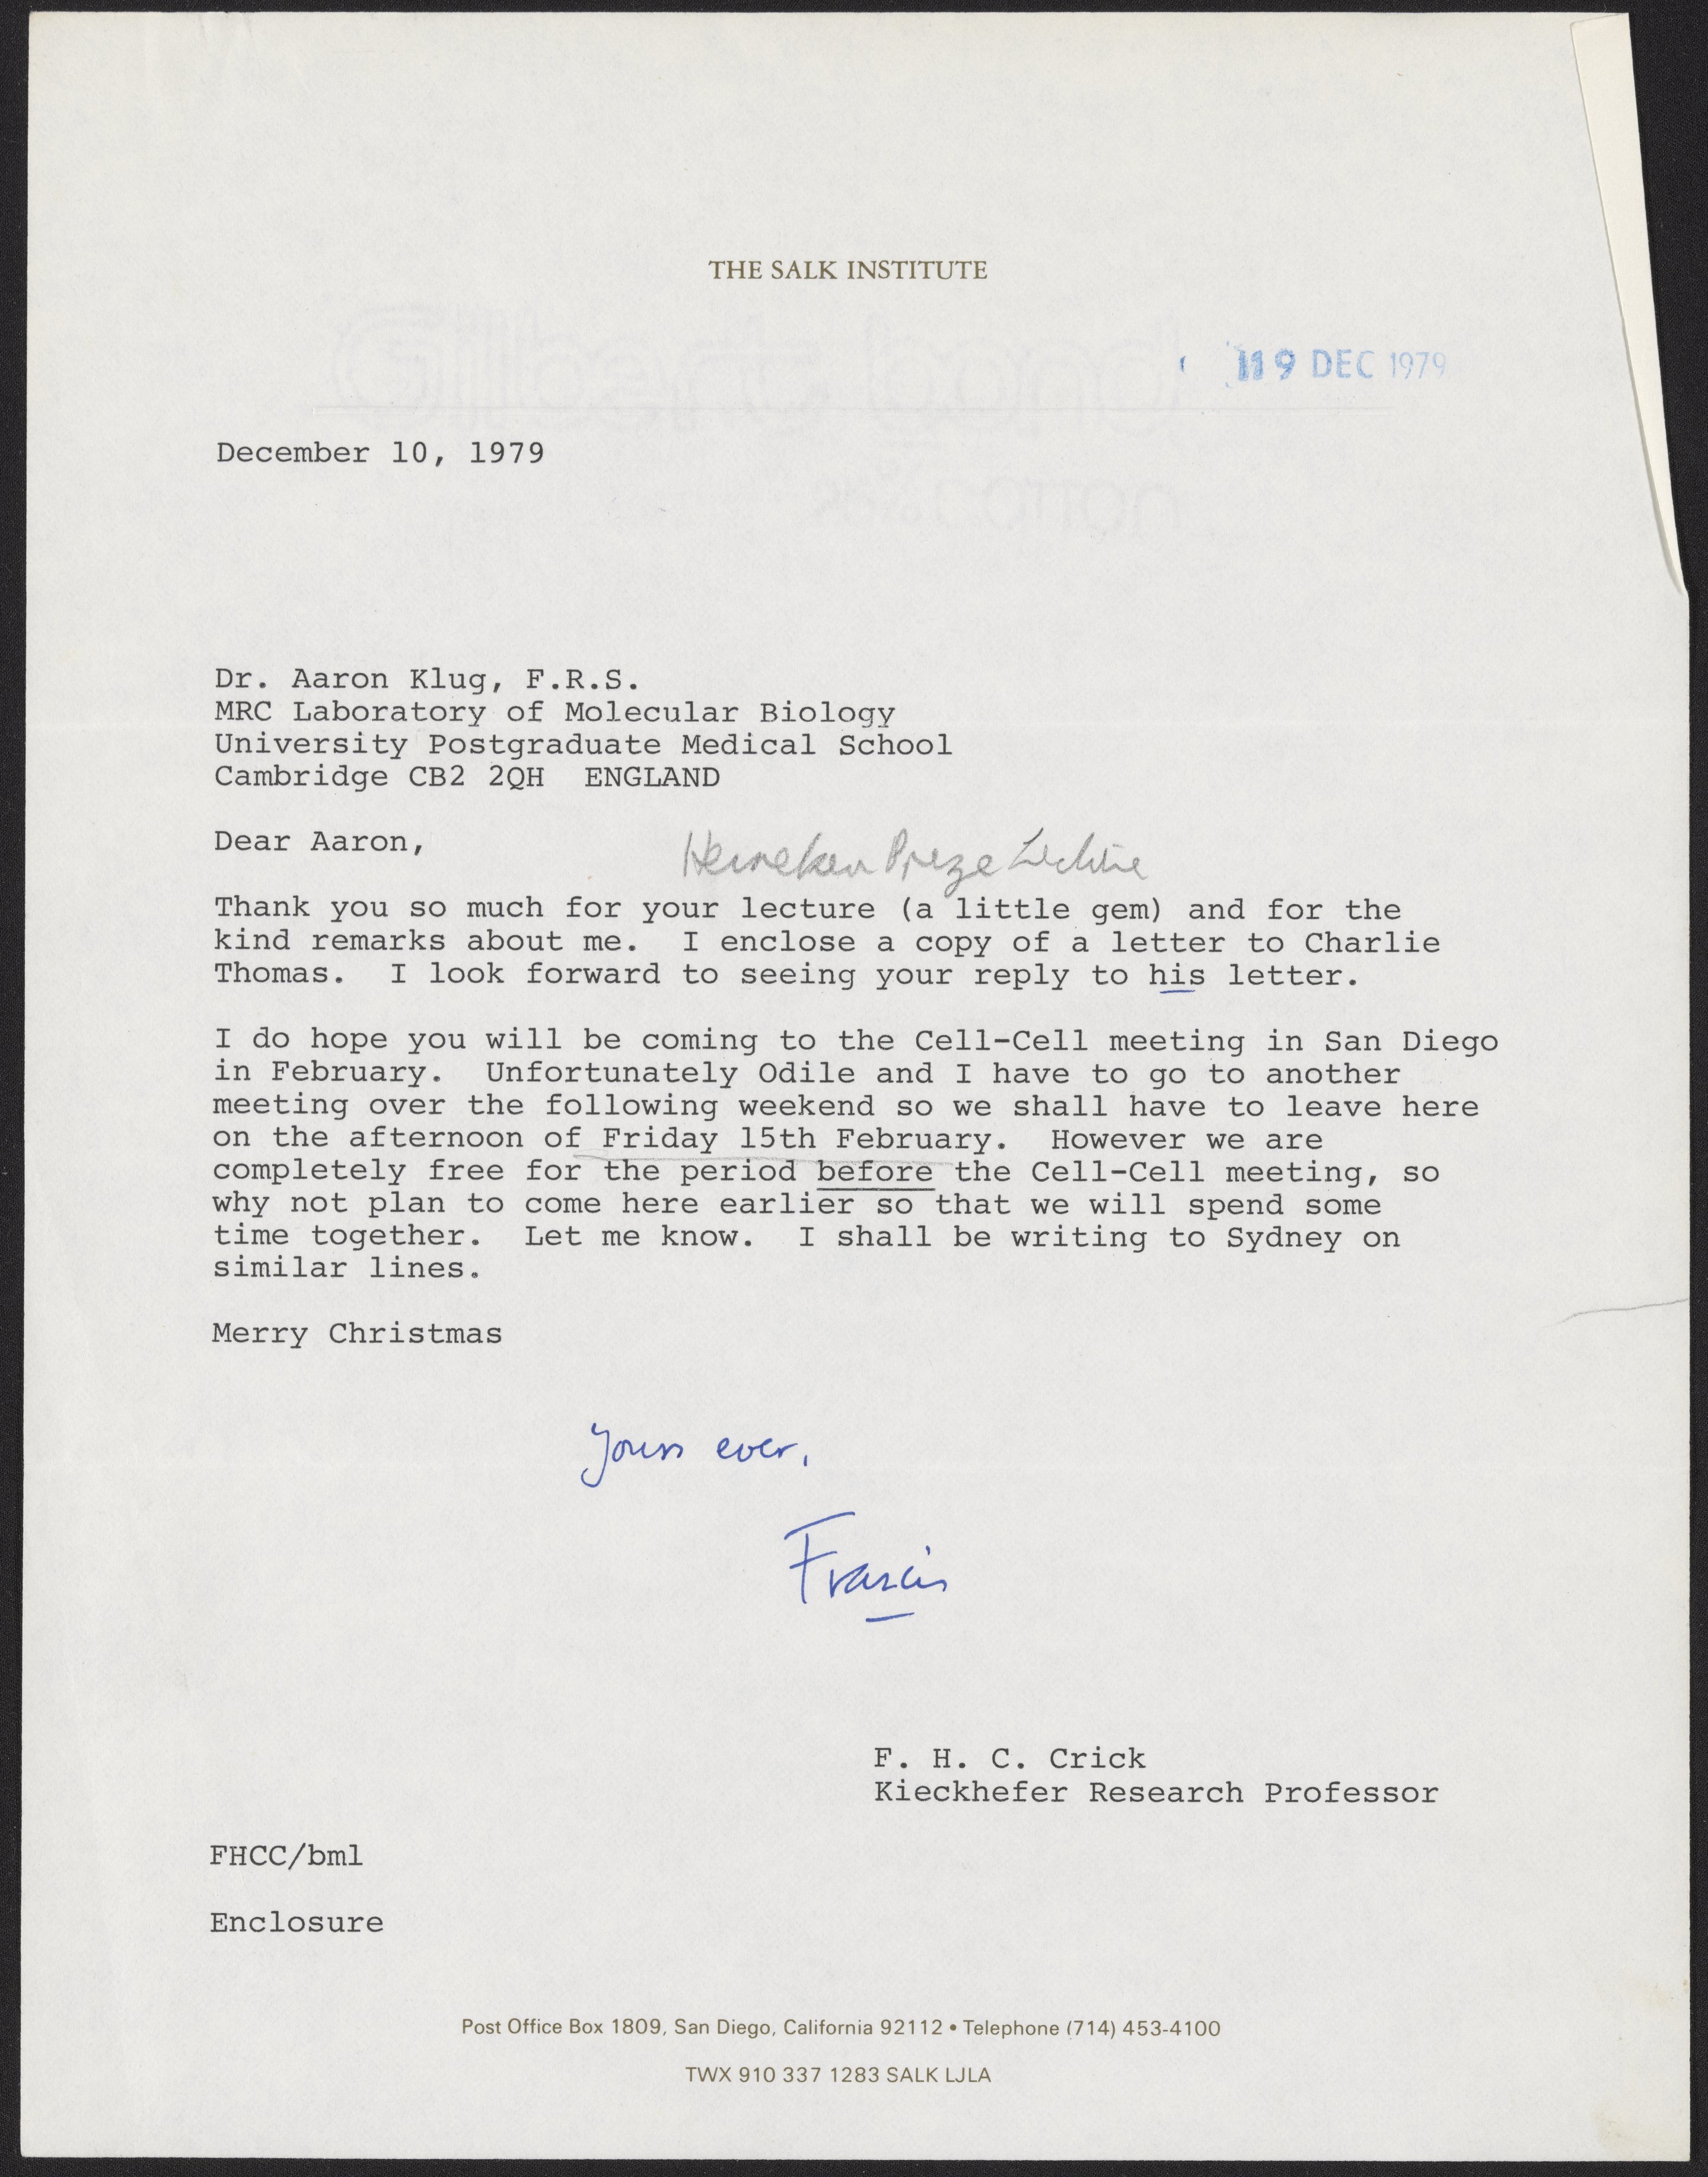 THE SALK INSTITUTE
19 DEC 1979
December 10, 1979
Dr. Aaron Klug, F.R.S.
MRC Laboratory of Molecular Biology
University Postgraduate Medical School
Cambridge CB2 2QH ENGLAND
Dear Aaron,
Heineken Prize Lecture
Thank you so much for your lecture (a little gem) and for the
kind remarks about me. I enclose a copy of a letter to Charlie
Thomas. I look forward to seeing your reply to his letter.
I do hope you will be coming to the Cell-Cell meeting in San Diego
in February. Unfortunately Odile and I have to go to another
meeting over the following weekend so we shall have to leave here
on the afternoon of Friday 15th February. However we are
completely free for the period before the Cell-Cell meeting, so
why not plan to come here earlier so that we will spend some
time together. Let me know. I shall be writing to Sydney on
similar lines.
Merry Christmas
Yours ever,
Francis
F. H. C. Crick
Kieckhefer Research Professor
FHCC/bml
Enclosure
Post Office Box 1809, San Diego, California 92112 • Telephone (714) 453-4100
TWX 910 337 1283 SALK LJLA